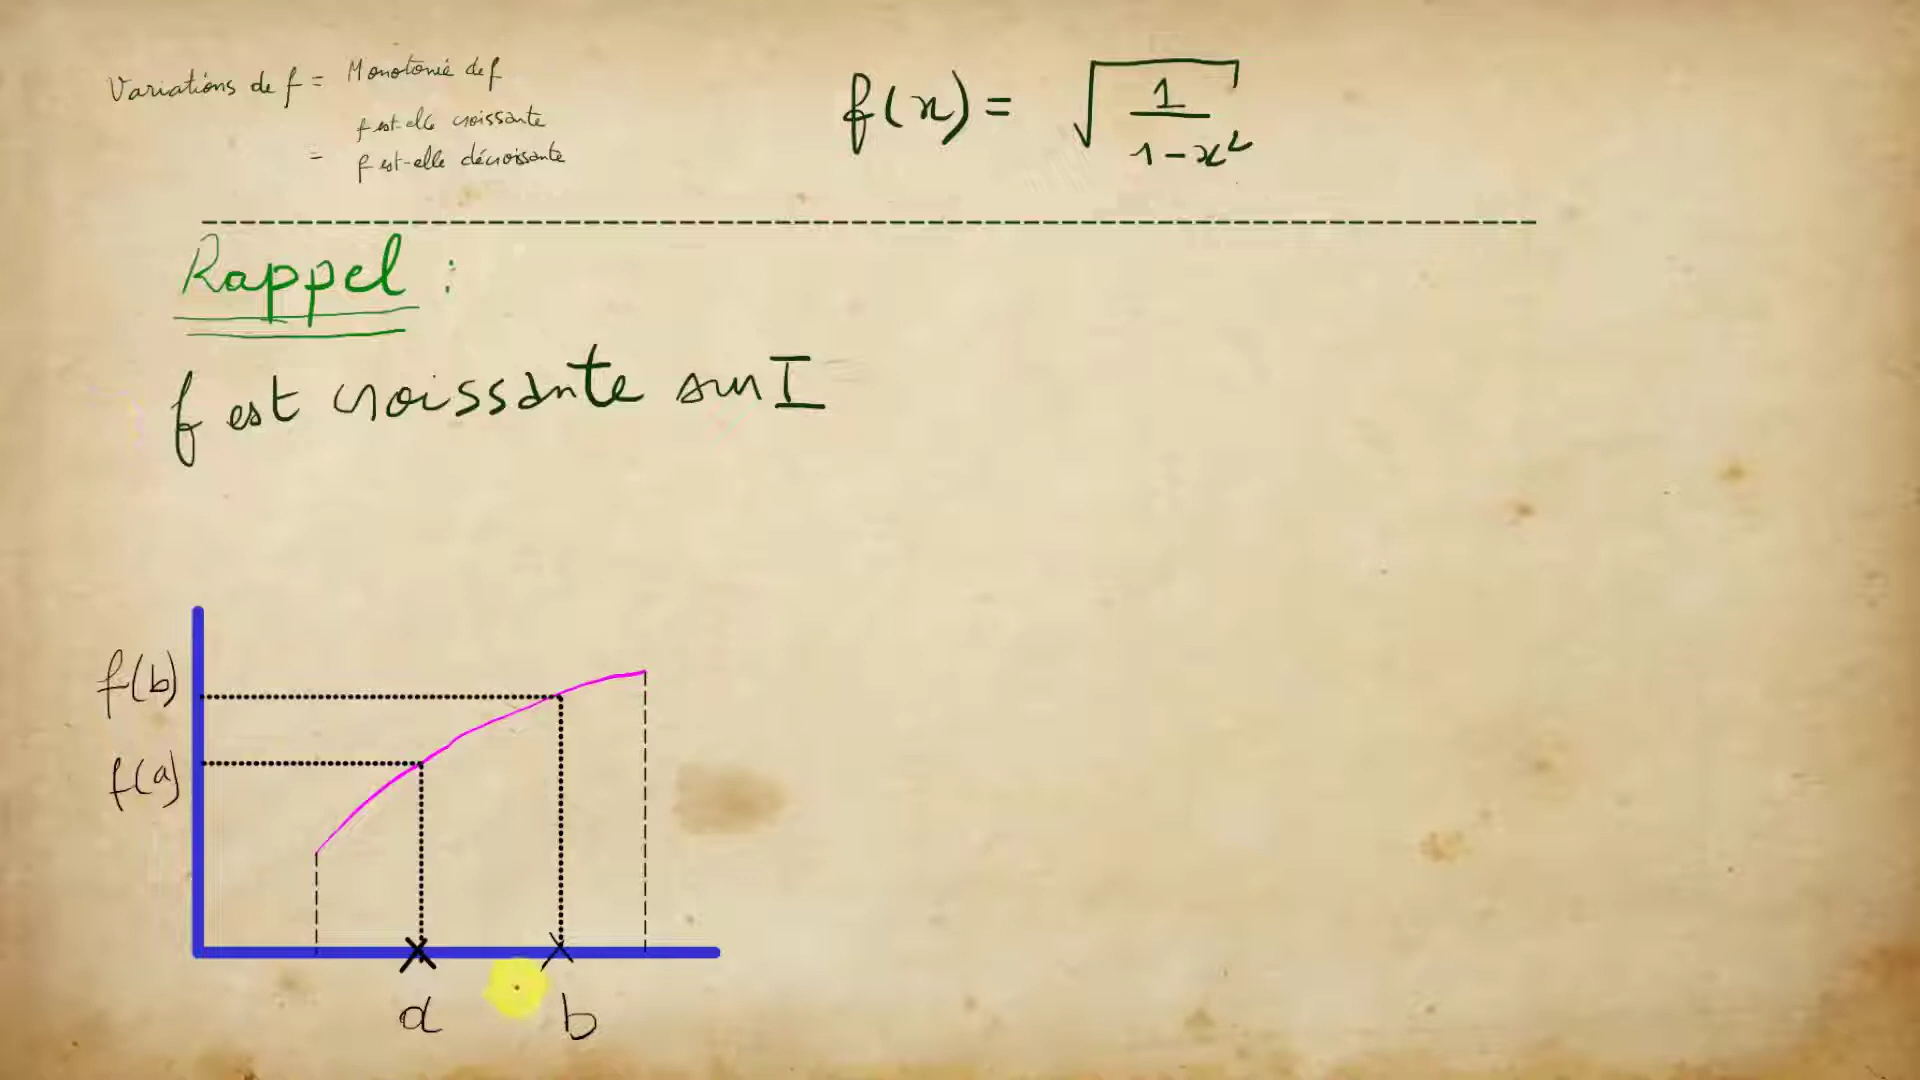 Variations de f = Monotonie de f
f est-elle croissante
= f est-elle décroissante
f(x) = √(1/(1-x²))
Rappel :
f est croissante sur I
f(b)
f(a)
a b